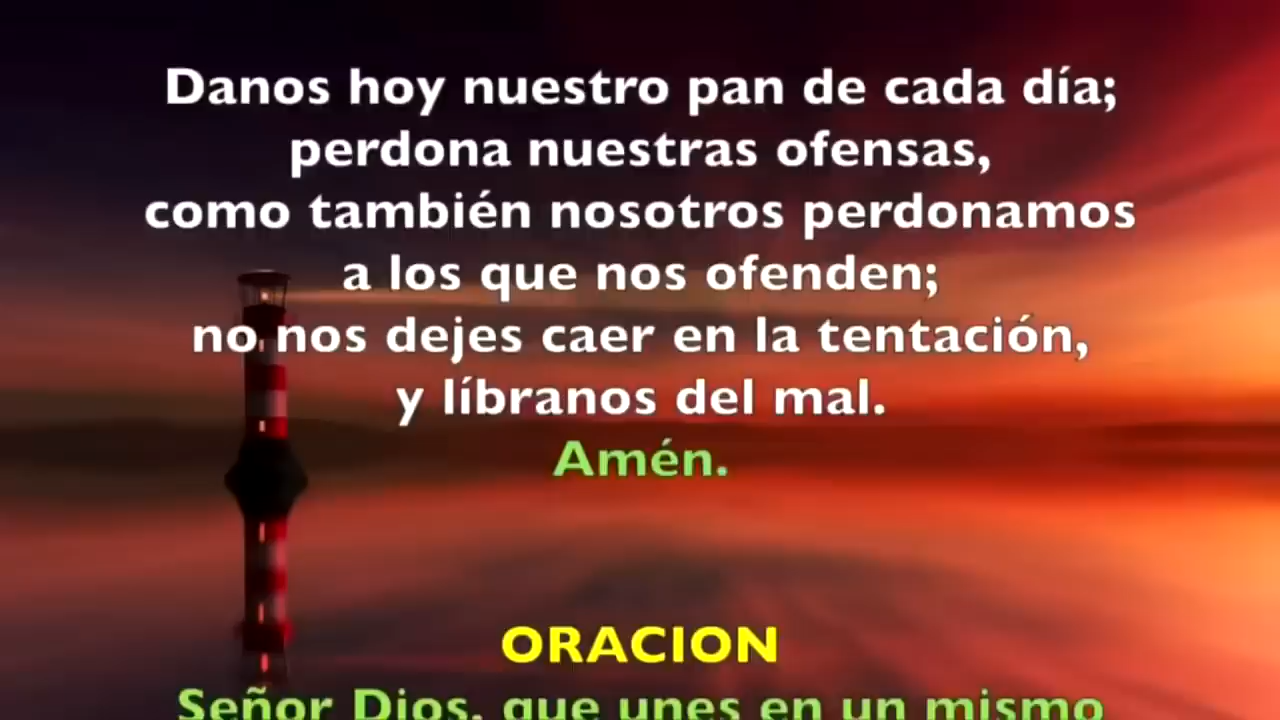 Danos hoy nuestro pan de cada día;
perdona nuestras ofensas,
como también nosotros perdonamos
a los que nos ofenden;
no nos dejes caer en la tentación,
y líbranos del mal.
Amén.
ORACION
Señor Dios, que unes en un mismo